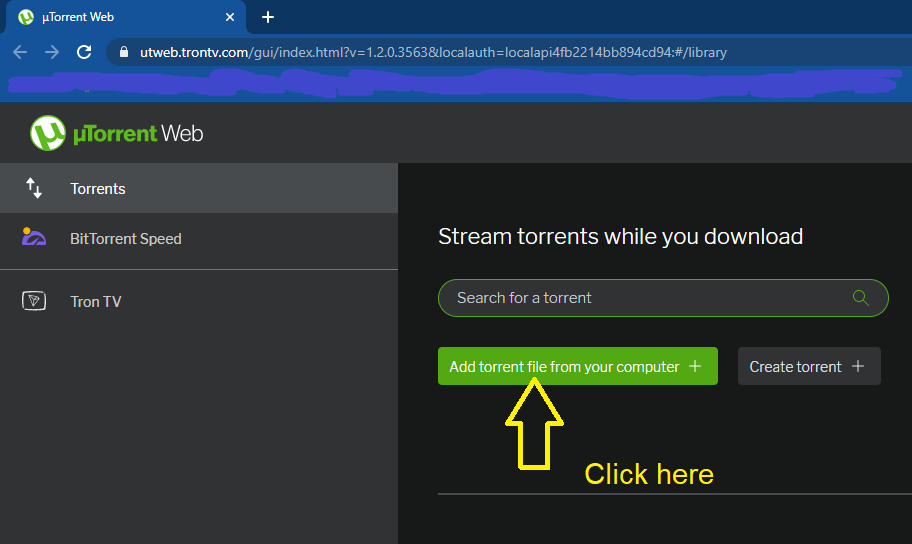 µTorrent Web
utweb.trontv.com/gui/index.html?v=1.2.0.3563&localauth=localapi4fb2214bb894cd94:#/library
µTorrent Web
Torrents
BitTorrent Speed
Tron TV
Stream torrents while you download
Search for a torrent
Add torrent file from your computer +
Create torrent +
Click here